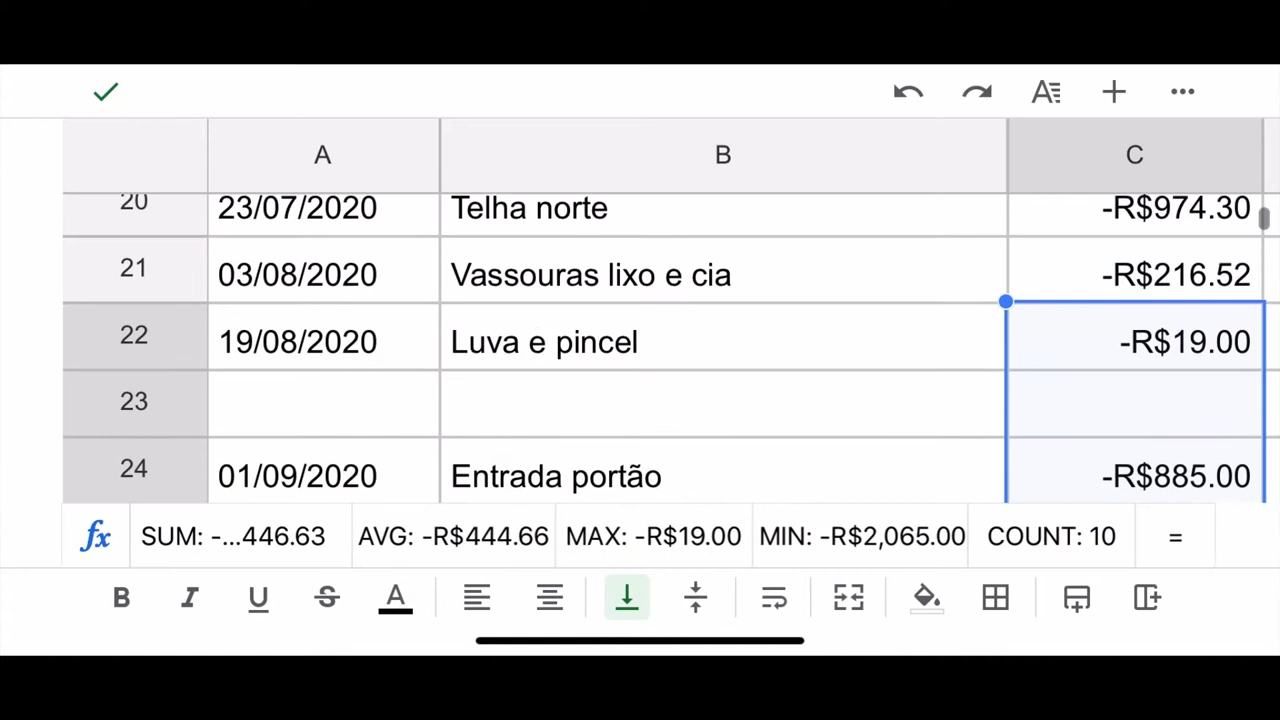 A B C
20 23/07/2020 Telha norte -R$974.30
21 03/08/2020 Vassouras lixo e cia -R$216.52
22 19/08/2020 Luva e pincel -R$19.00
23
24 01/09/2020 Entrada portão -R$885.00
fx SUM: -...446.63 AVG: -R$444.66 MAX: -R$19.00 MIN: -R$2,065.00 COUNT: 10 =
B I U S A